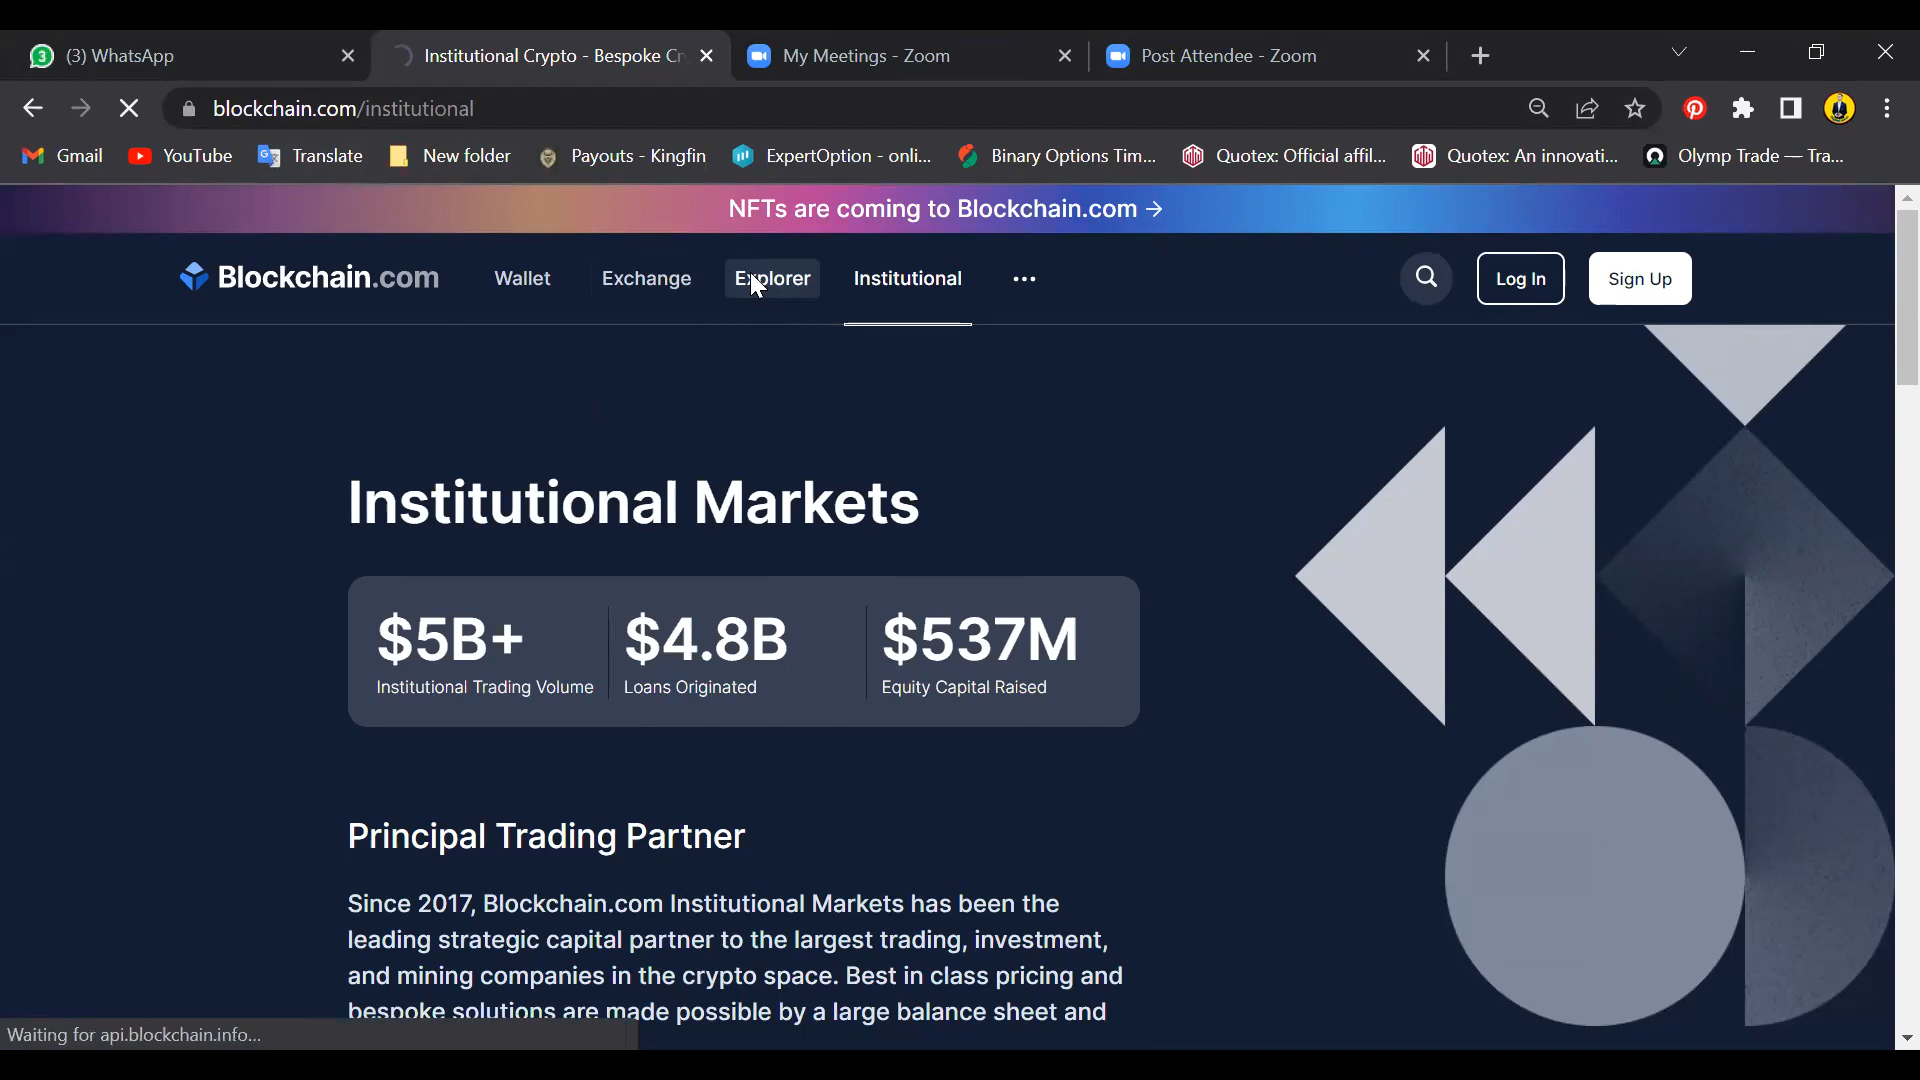 3 (3) WhatsApp
Institutional Crypto - Bespoke Cr
My Meetings - Zoom
Post Attendee - Zoom
blockchain.com/institutional
Gmail
YouTube
Translate
New folder
Payouts - Kingfin
ExpertOption - onli...
Binary Options Tim...
Quotex: Official affil...
Quotex: An innovati...
Olymp Trade — Tra...
NFTs are coming to Blockchain.com →
Blockchain.com
Wallet
Exchange
Explorer
Institutional
Log In
Sign Up
Institutional Markets
$5B+
Institutional Trading Volume
$4.8B
Loans Originated
$537M
Equity Capital Raised
Principal Trading Partner
Since 2017, Blockchain.com Institutional Markets has been the
leading strategic capital partner to the largest trading, investment,
and mining companies in the crypto space. Best in class pricing and
bespoke solutions are made possible by a large balance sheet and
Waiting for api.blockchain.info...